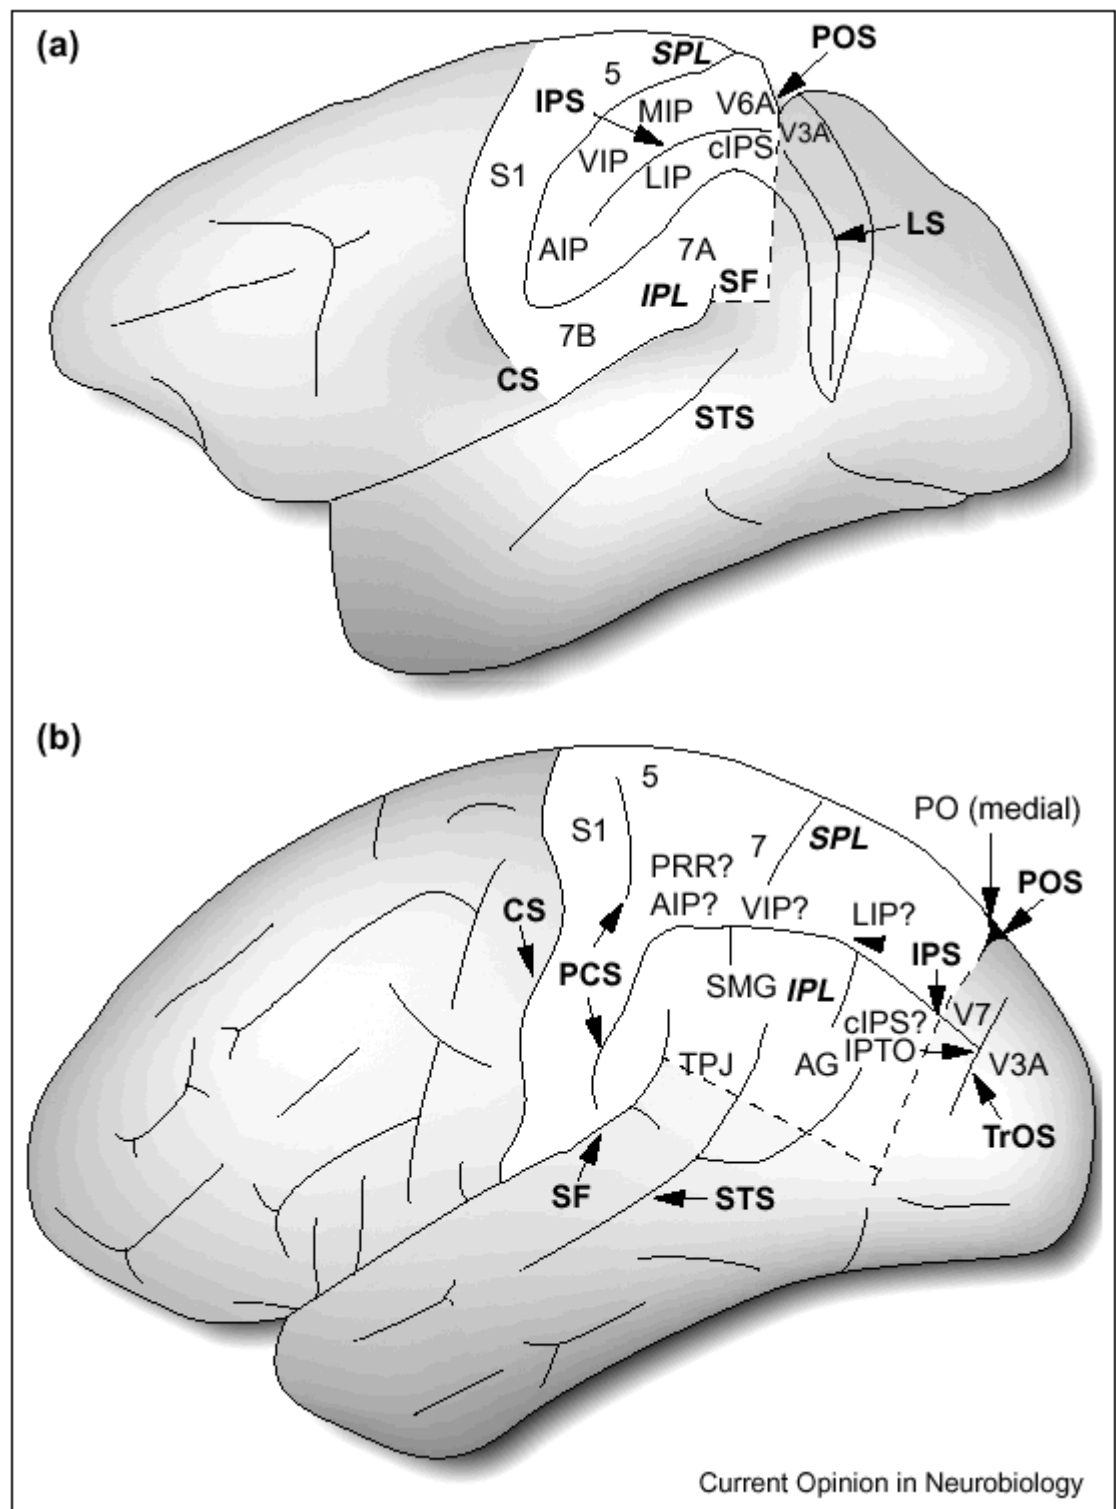 (a)
SPL
POS
5
IPS
MIP
V6A
V3A
VIP
cIPS
S1
LIP
LS
AIP
7A
SF
IPL
7B
CS
STS
(b)
5
PO (medial)
S1
7
SPL
PRR?
POS
AIP?
VIP?
LIP?
CS
IPS
PCS
SMG
IPL
cIPS?
V7
TPJ
AG
IPTO
V3A
TrOS
SF
STS
Current Opinion in Neurobiology